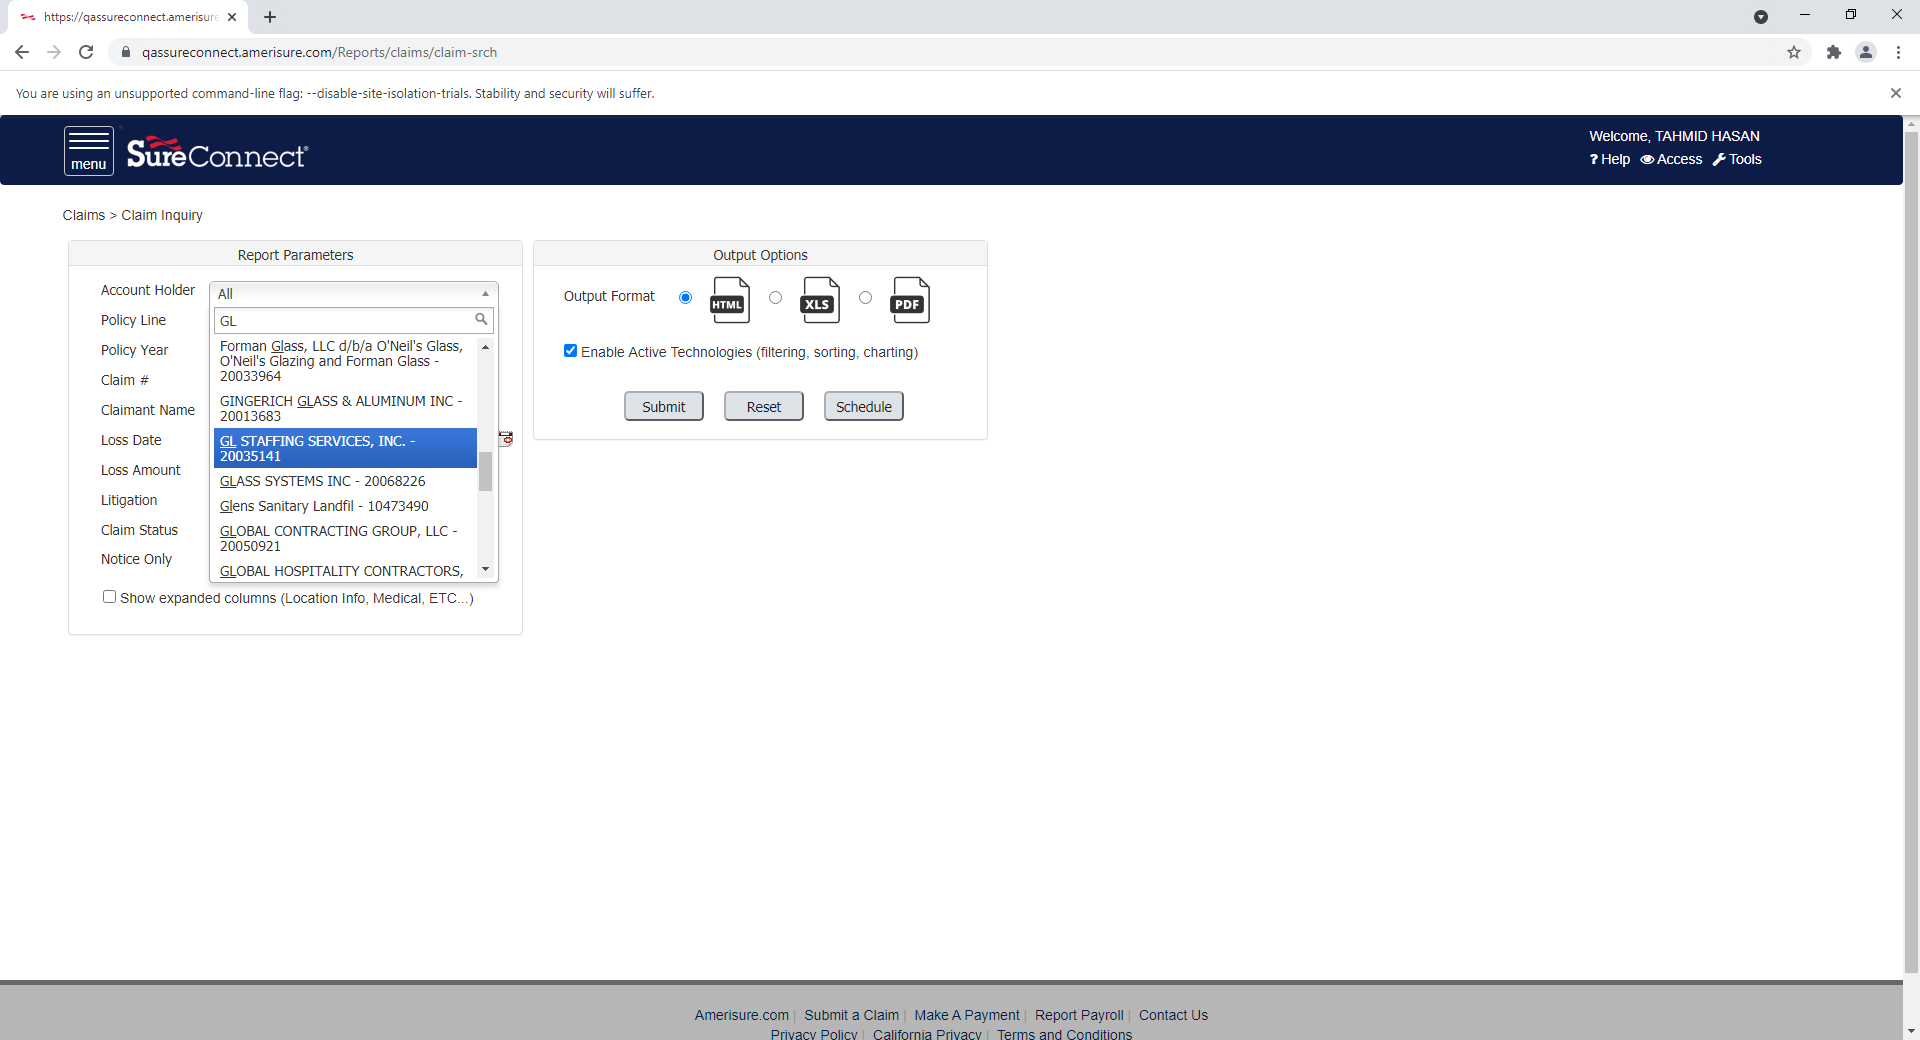 https://qassureconnect.amerisure
qassureconnect.amerisure.com/Reports/claims/claim-srch
You are using an unsupported command-line flag: --disable-site-isolation-trials. Stability and security will suffer.
menu
SureConnect®
Welcome, TAHMID HASAN
? Help Access Tools
Claims > Claim Inquiry
Report Parameters
Account Holder
All
Policy Line
GL
Policy Year
Forman Glass, LLC d/b/a O'Neil's Glass,
O'Neil's Glazing and Forman Glass -
20033964
Claim #
Claimant Name
GINGERICH GLASS & ALUMINUM INC -
20013683
Loss Date
GL STAFFING SERVICES, INC. -
20035141
Loss Amount
GLASS SYSTEMS INC - 20068226
Litigation
Glens Sanitary Landfil - 10473490
Claim Status
GLOBAL CONTRACTING GROUP, LLC -
20050921
Notice Only
GLOBAL HOSPITALITY CONTRACTORS,
Show expanded columns (Location Info, Medical, ETC...)
Output Options
Output Format
HTML
XLS
PDF
Enable Active Technologies (filtering, sorting, charting)
Submit
Reset
Schedule
Amerisure.com | Submit a Claim | Make A Payment | Report Payroll | Contact Us
Privacy Policy | California Privacy | Terms and Conditions